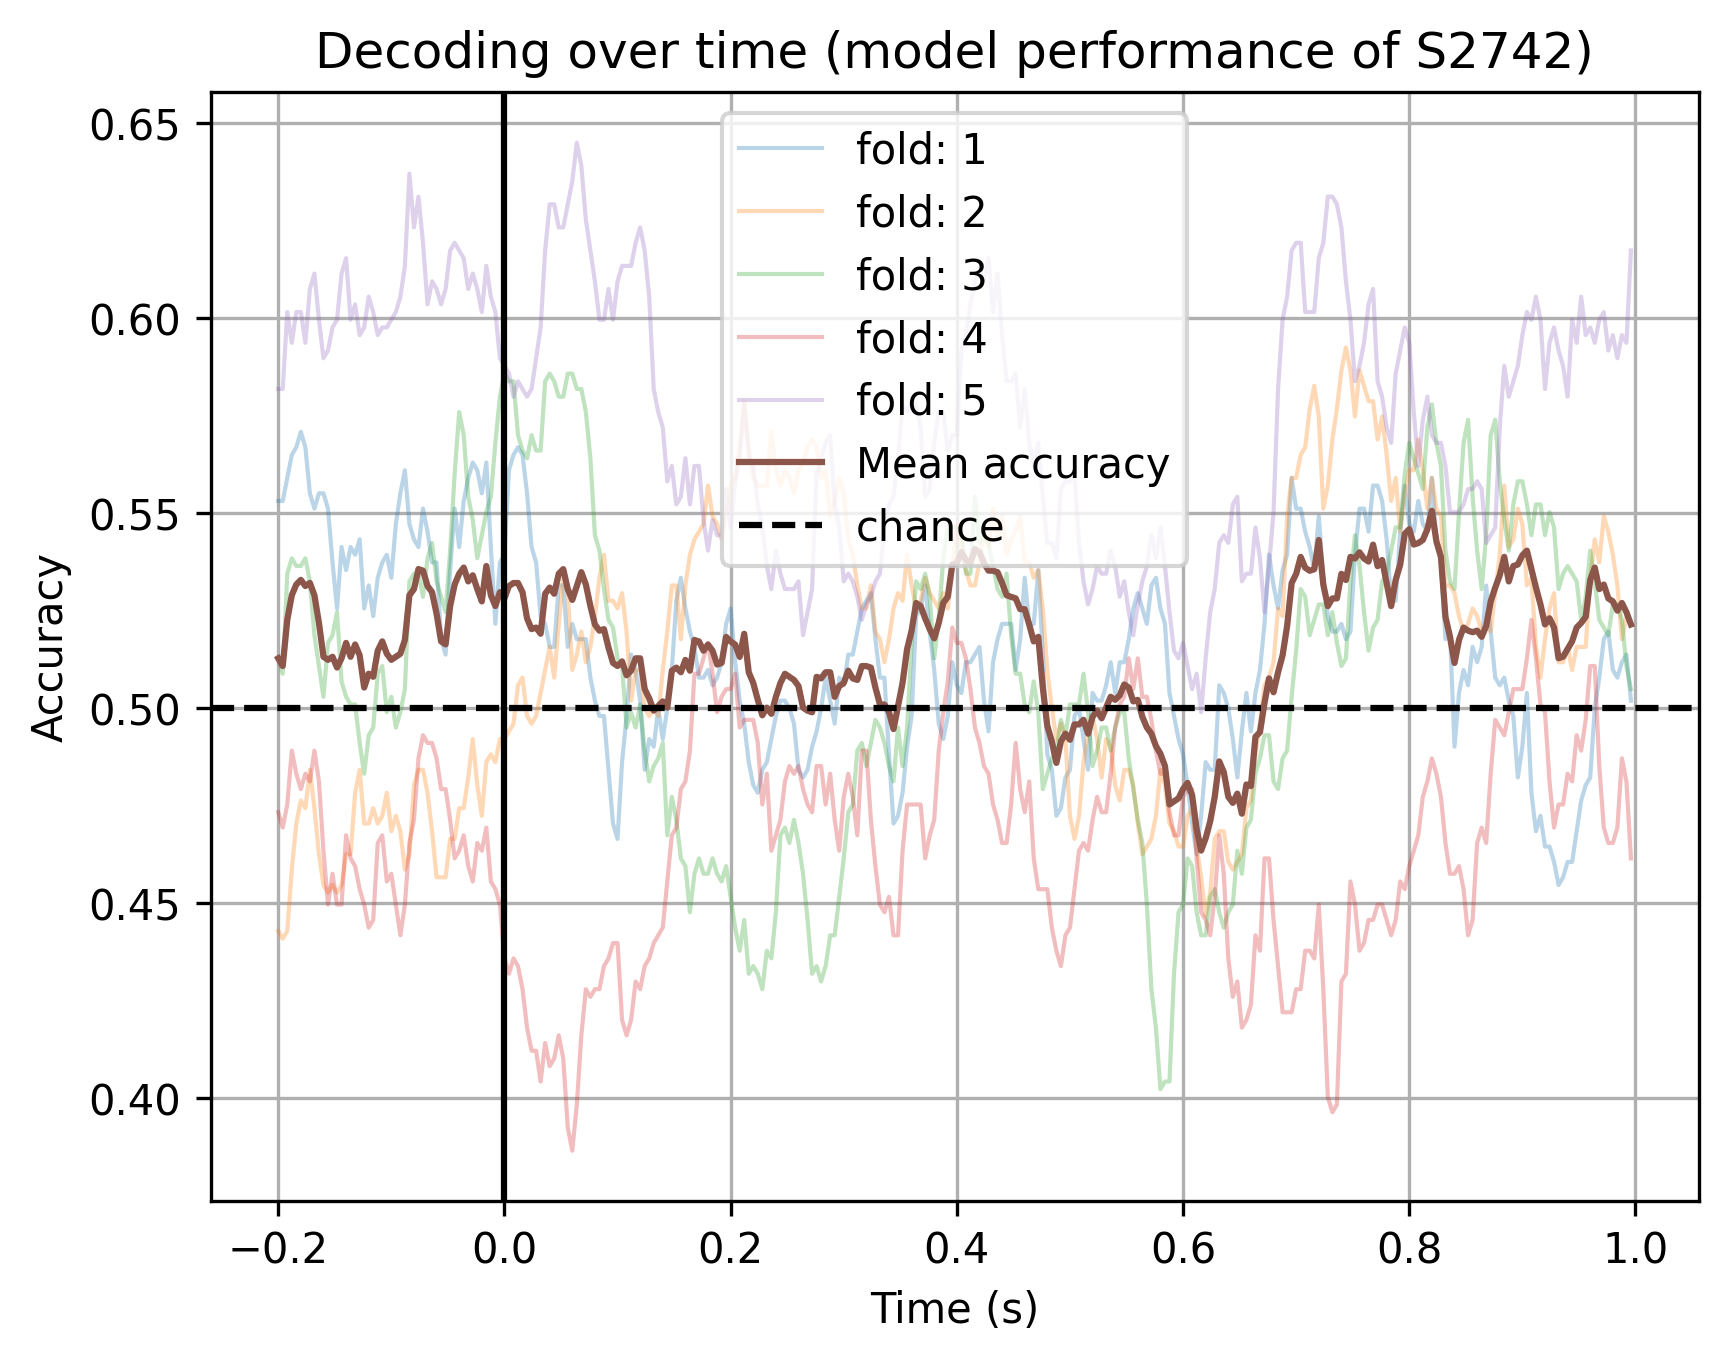 Decoding over time (model performance of S2742)
Accuracy
0.65
0.60
0.55
0.50
0.45
0.40
fold: 1
fold: 2
fold: 3
fold: 4
fold: 5
Mean accuracy
chance
−0.2 0.0 0.2 0.4 0.6 0.8 1.0
Time (s)